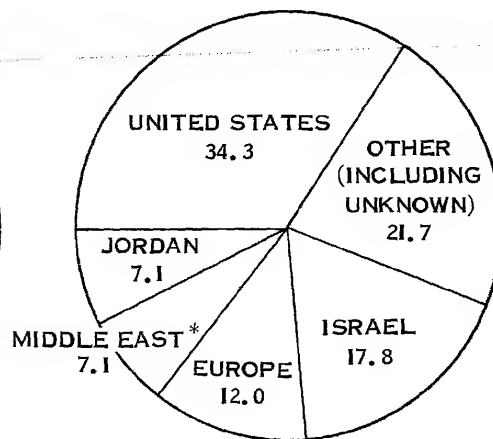 UNITED STATES
34.3
OTHER
(INCLUDING
UNKNOWN)
21.7
JORDAN
7.1
MIDDLE EAST*
7.1
EUROPE
12.0
ISRAEL
17.8